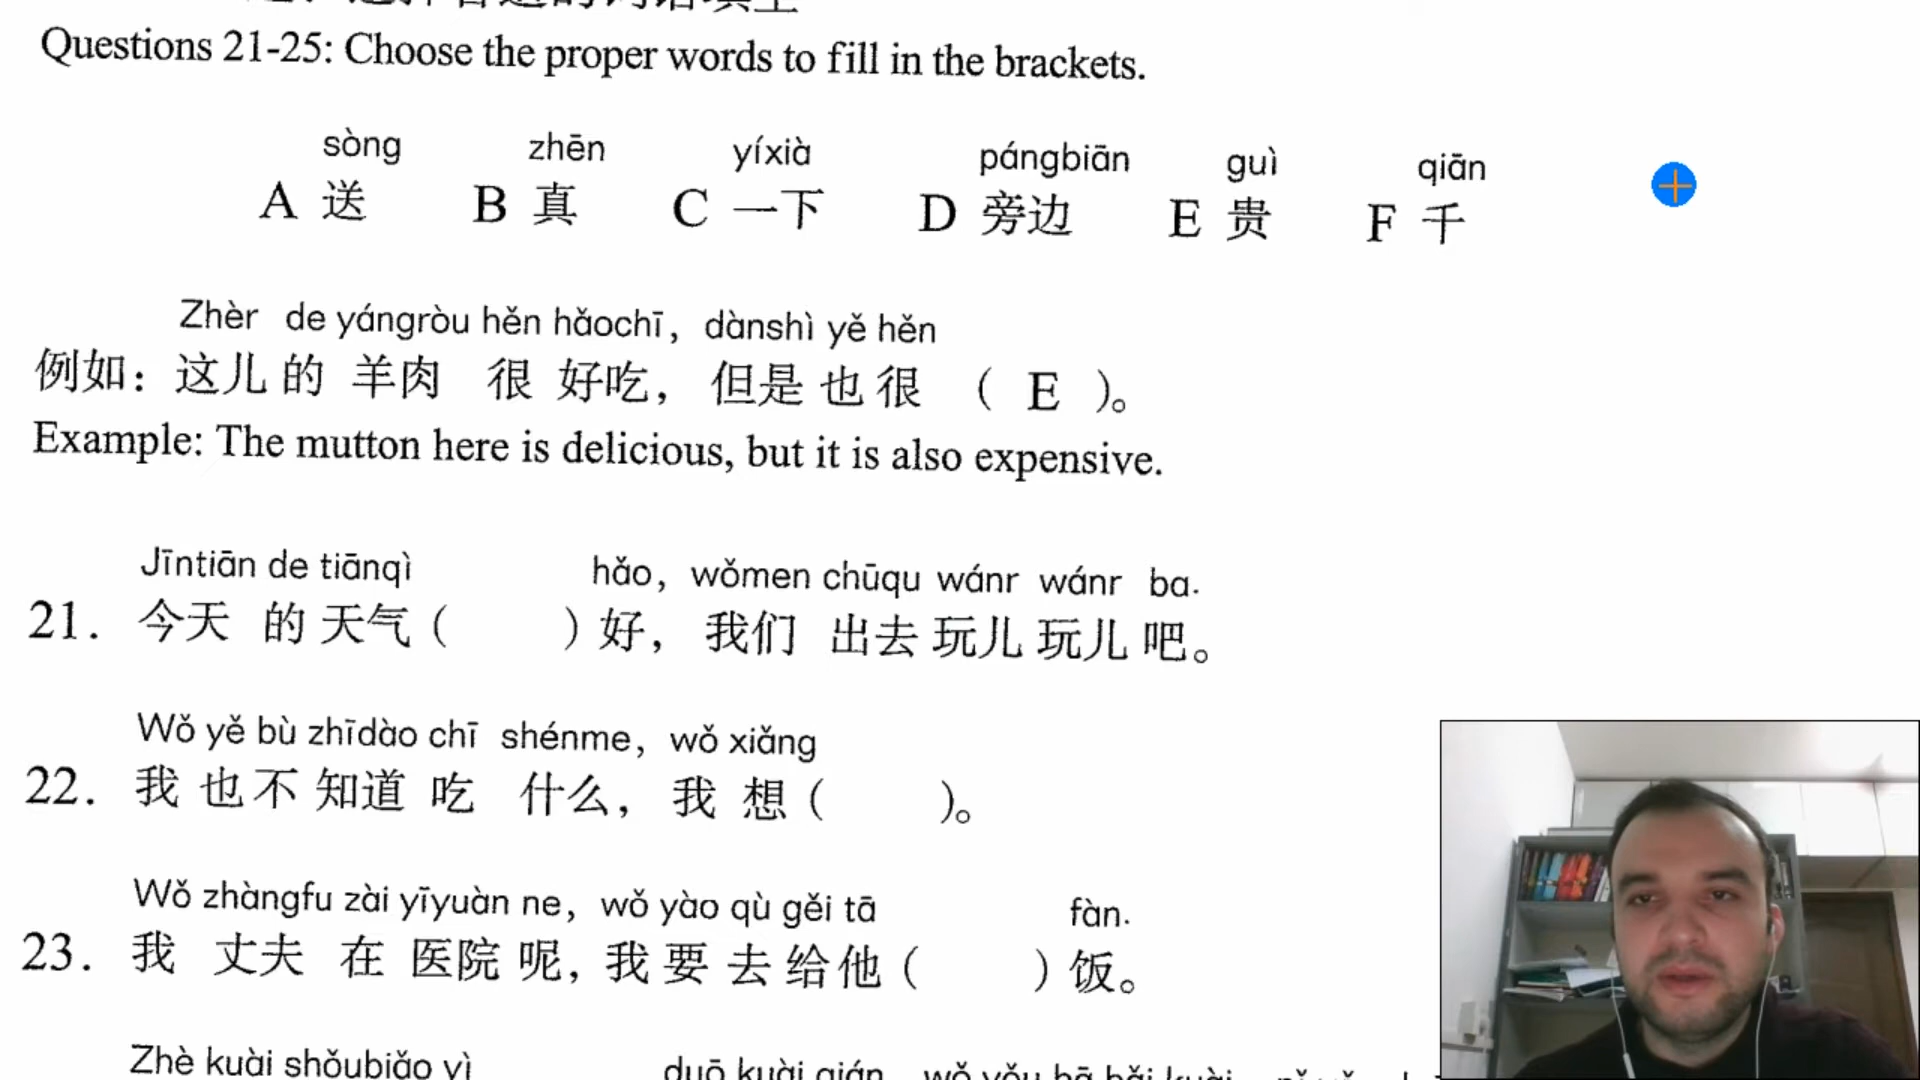 Questions 21-25: Choose the proper words to fill in the brackets.
sòng zhēn yíxià pángbiān guì qiān
A 送 B 真 C 一下 D 旁边 E 贵 F 千
Zhèr de yángròu hěn hǎochī, dànshì yě hěn
例如：这儿 的 羊肉 很 好吃， 但是 也 很 （ E ）。
Example: The mutton here is delicious, but it is also expensive.
Jīntiān de tiānqì hǎo, wǒmen chūqu wánr wánr ba.
21. 今天 的 天气（ ）好， 我们 出去 玩儿 玩儿 吧。
Wǒ yě bù zhīdào chī shénme, wǒ xiǎng
22. 我 也 不 知道 吃 什么， 我 想（ ）。
Wǒ zhàngfu zài yīyuàn ne, wǒ yào qù gěi tā fàn.
23. 我 丈夫 在 医院 呢，我 要 去 给 他（ ）饭。
Zhè kuài shǒubiǎo yì duō kuài qián